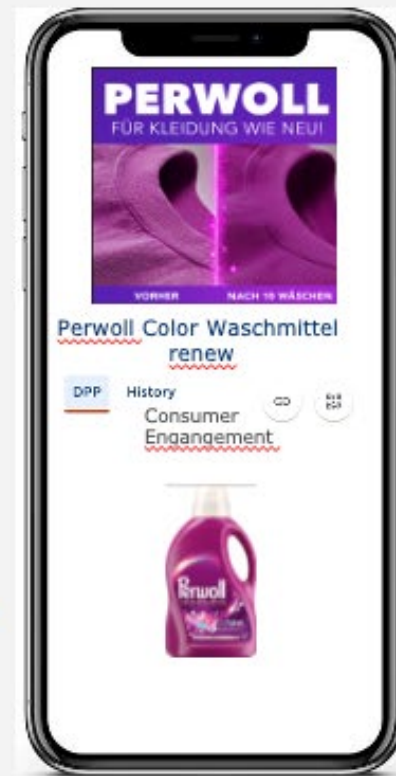 PERWOLL
FÜR KLEIDUNG WIE NEU!
VORHER
NACH 10 WÄSCHEN
Perwoll Color Waschmittel
renew
DPP
History
Consumer
Engangement
Perwoll